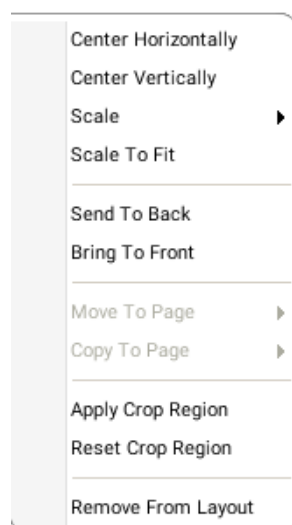 Center Horizontally
Center Vertically
Scale
Scale To Fit
Send To Back
Bring To Front
Move To Page
Copy To Page
Apply Crop Region
Reset Crop Region
Remove From Layout